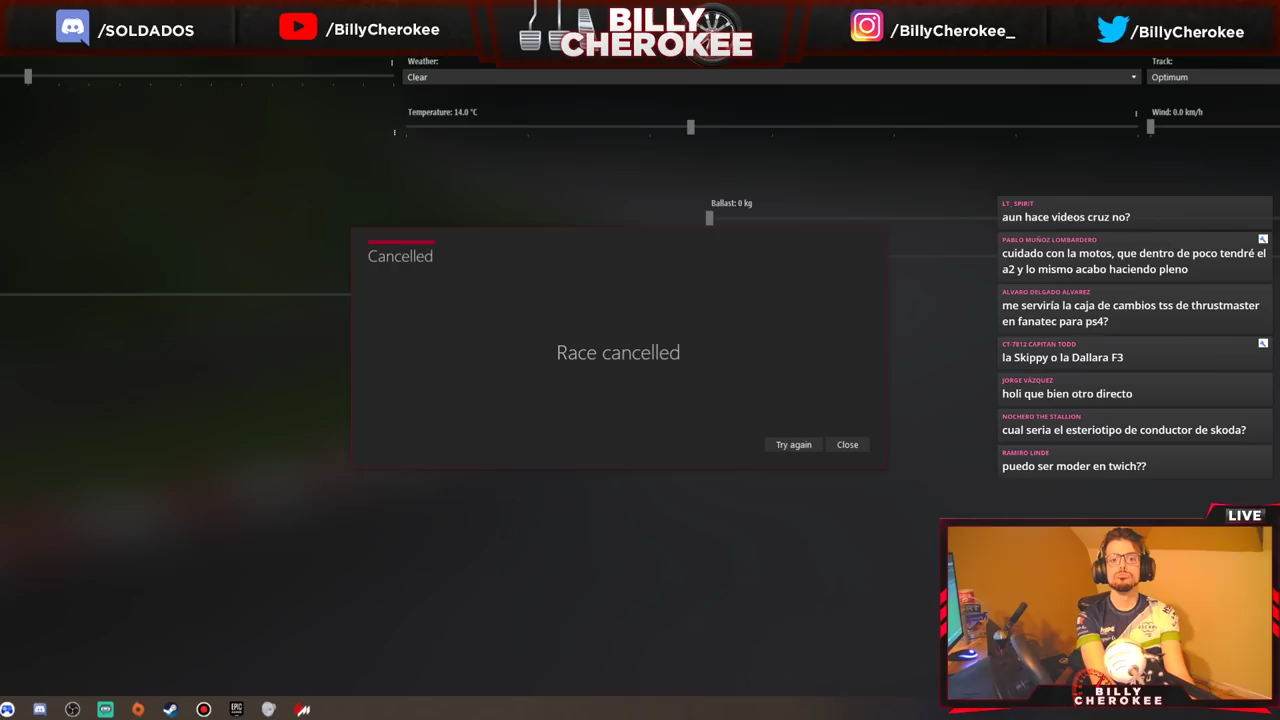 /SOLDADOS
/BillyCherokee
BILLY
CHEROKEE
/BillyCherokee_
/BillyCherokee
Weather:
Clear
Track:
Optimum
Temperature: 14.0 °C
Wind: 0.0 km/h
Ballast: 0 kg
Cancelled
Race cancelled
Try again
Close
LT_SPIRIT
aun hace videos cruz no?
PABLO MUÑOZ LOMBARDERO
cuidado con la motos, que dentro de poco tendré el
a2 y lo mismo acabo haciendo pleno
ALVARO DELGADO ALVAREZ
me serviría la caja de cambios tss de thrustmaster
en fanatec para ps4?
CT-7812 CAPITAN TODD
la Skippy o la Dallara F3
JORGE VÁZQUEZ
holi que bien otro directo
NOCHERO THE STALLION
cual seria el esteriotipo de conductor de skoda?
RAMIRO LINDE
puedo ser moder en twich??
LIVE
BILLY
CHEROKEE
EPIC